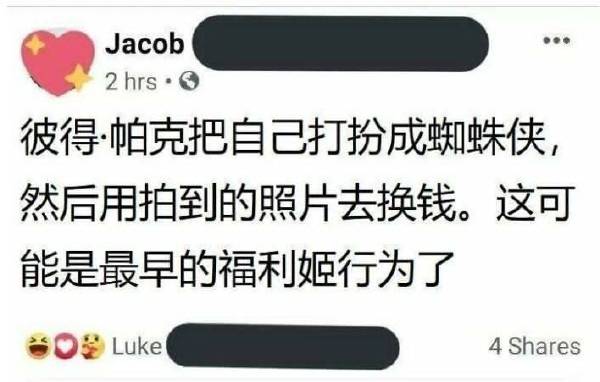 Jacob
2 hrs
彼得·帕克把自己打扮成蜘蛛侠，
然后用拍到的照片去换钱。这可
能是最早的福利姬行为了
Luke
4 Shares